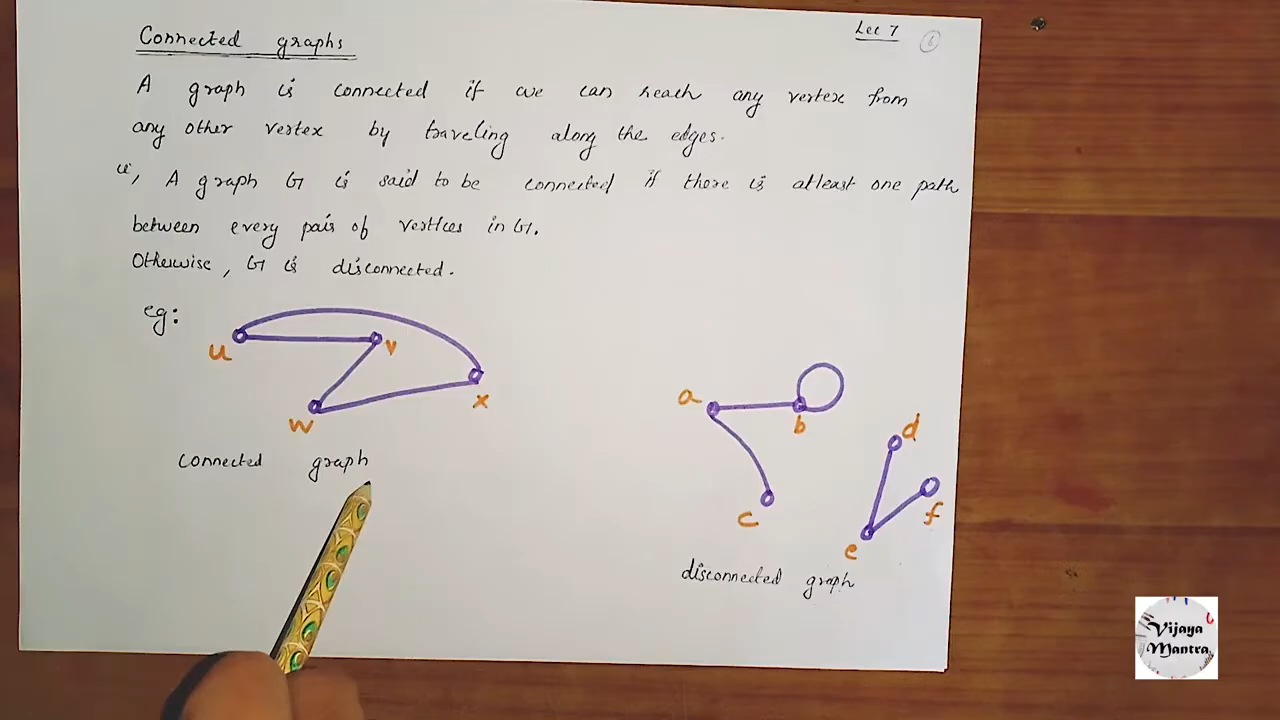 Connected graphs
Lec 7
6
A graph is connected if we can reach any vertex from
any other vertex by traveling along the edges.
ie, A graph G is said to be connected if there is atleast one path
between every pair of vertices in G.
Otherwise, G is disconnected.
eg:
u
v
w
x
connected graph
a
b
c
d
e
f
disconnected graph
Vijaya
Mantra